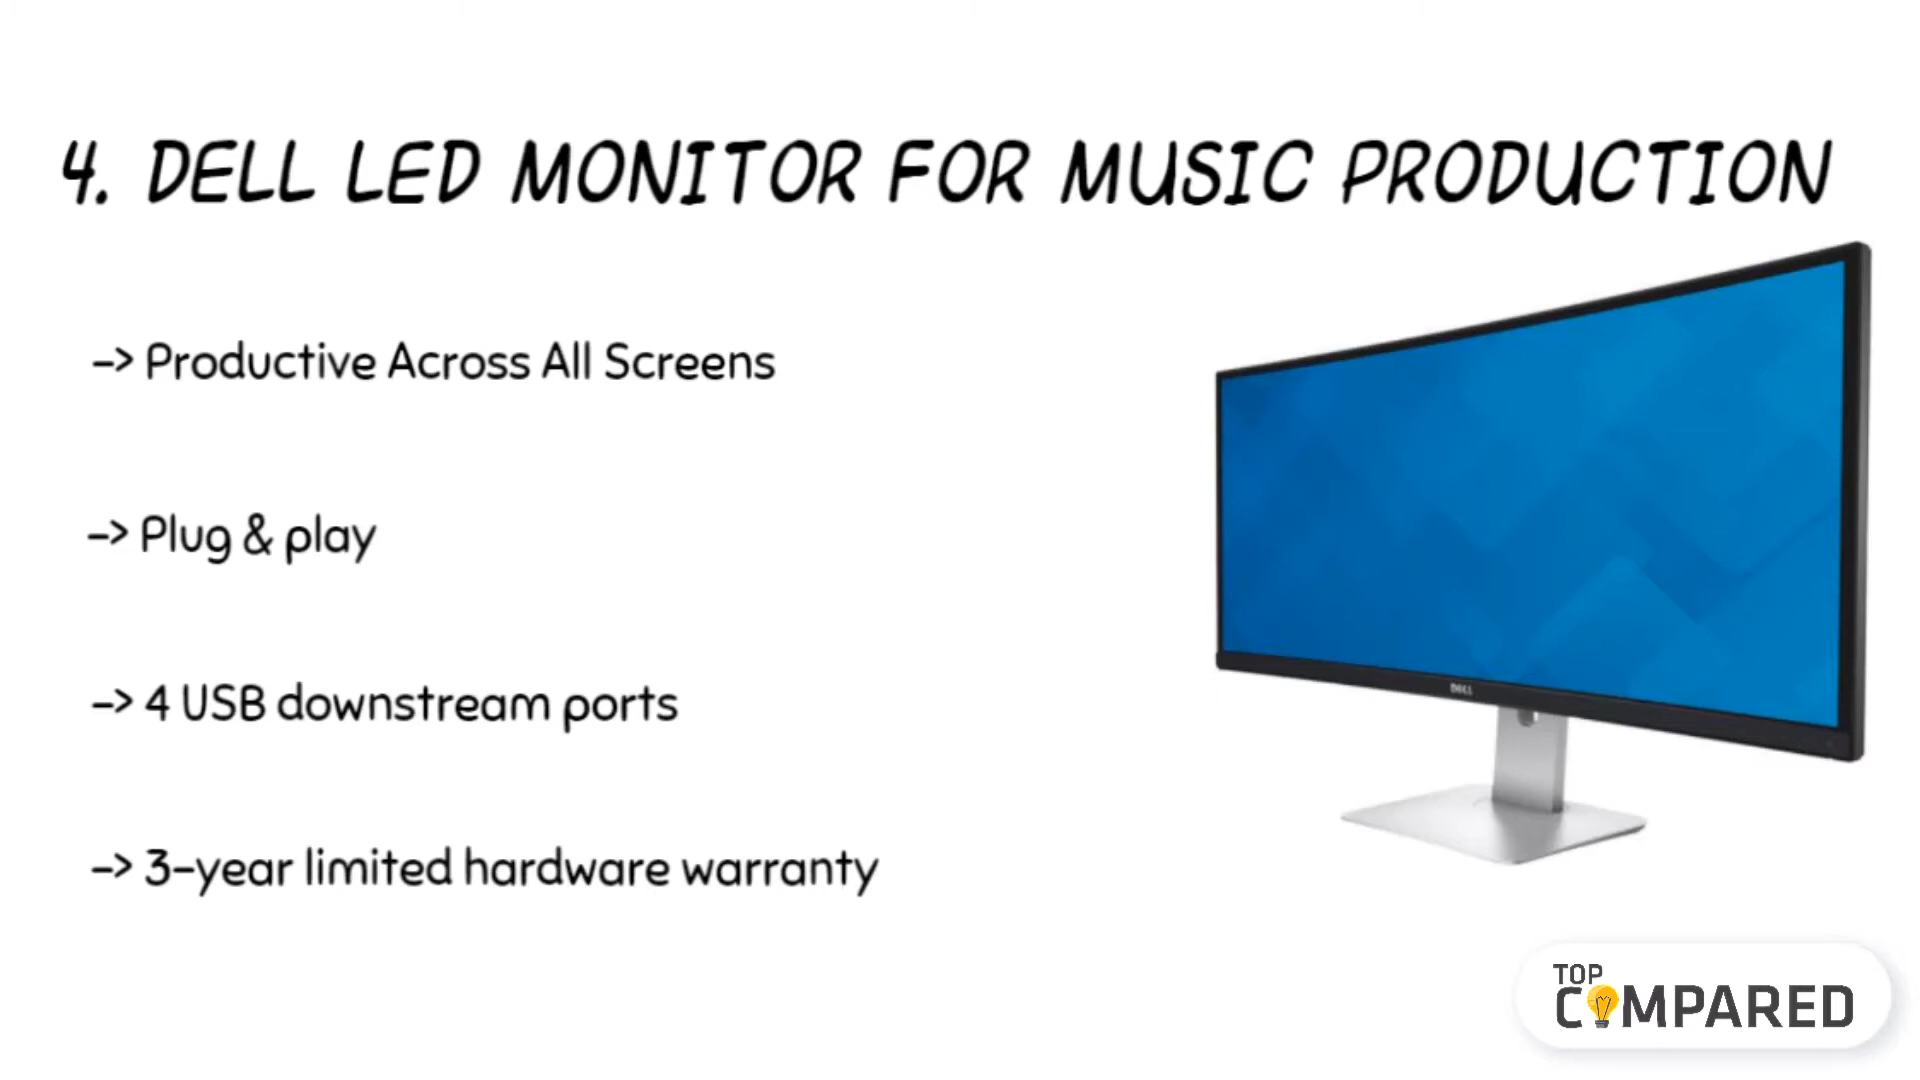 4. DELL LED MONITOR FOR MUSIC PRODUCTION
-> Productive Across All Screens
-> Plug & play
-> 4 USB downstream ports
-> 3-year limited hardware warranty
DELL
TOP
COMPARED